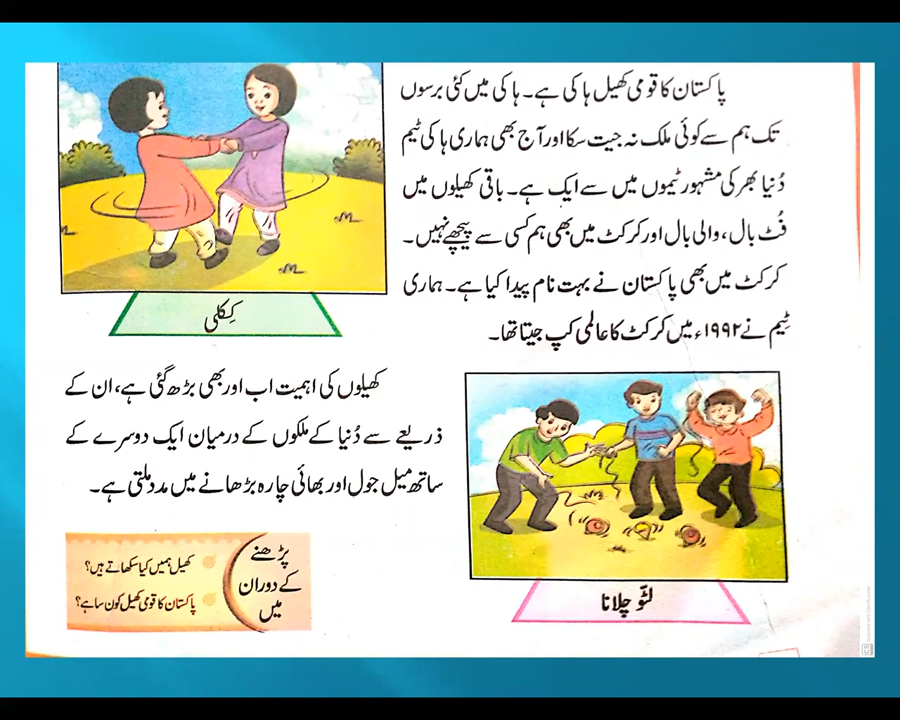 پاکستان کا قومی کھیل ہاکی ہے۔ ہاکی میں کئی برسوں
تک ہم سے کوئی ملک نہ جیت سکا اور آج بھی ہماری ہاکی ٹیم
دُنیا بھر کی مشہور ٹیموں میں سے ایک ہے۔ باقی کھیلوں میں
فُٹ بال، والی بال اور کرکٹ میں بھی ہم کسی سے پیچھے نہیں۔
کرکٹ میں بھی پاکستان نے بہت نام پیدا کیا ہے۔ ہماری
ٹِیم نے ۱۹۹۲ء میں کرکٹ کا عالمی کپ جیتا تھا۔
کِکلی
کھیلوں کی اہمیت اب اور بھی بڑھ گئی ہے، ان کے
ذریعے سے دُنیا کے ملکوں کے درمیان ایک دوسرے کے
ساتھ میل جول اور بھائی چارہ بڑھانے میں مدد ملتی ہے۔
لٹّو چلانا
پڑھنے
کے دوران
میں
کھیل ہمیں کیا سکھاتے ہیں؟
پاکستان کا قومی کھیل کون سا ہے؟
CS